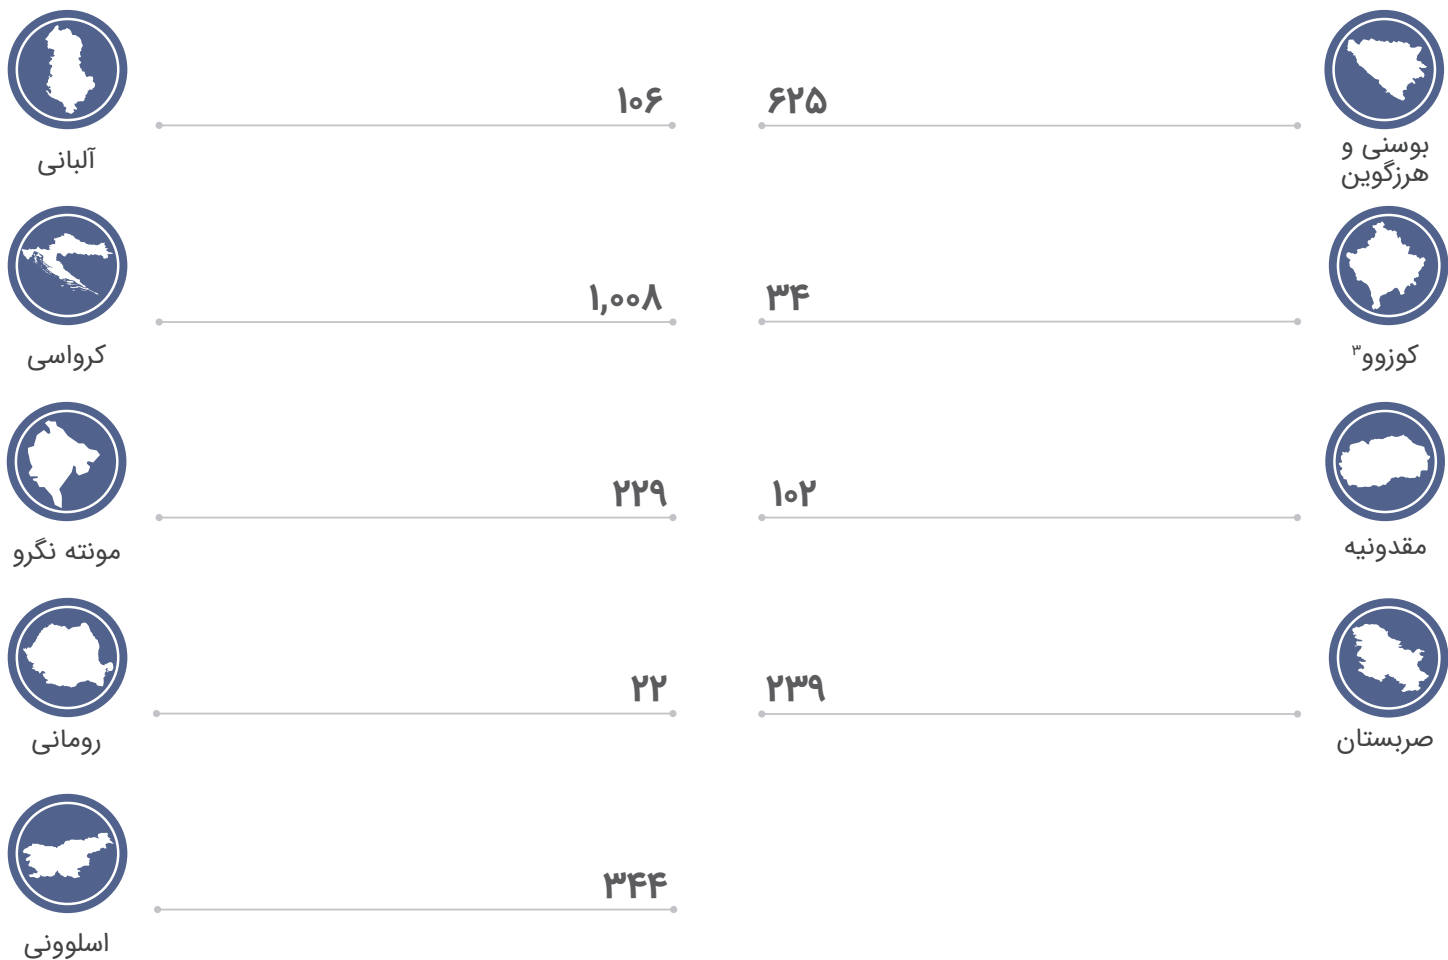 ۶۲۵
بوسنی و
هرزگوین
۱۰۶
آلبانی
۳۴
کوزوو۳
۱,۰۰۸
کرواسی
۱۰۲
مقدونیه
۲۲۹
مونته نگرو
۲۳۹
صربستان
۲۲
رومانی
۳۴۴
اسلوونی